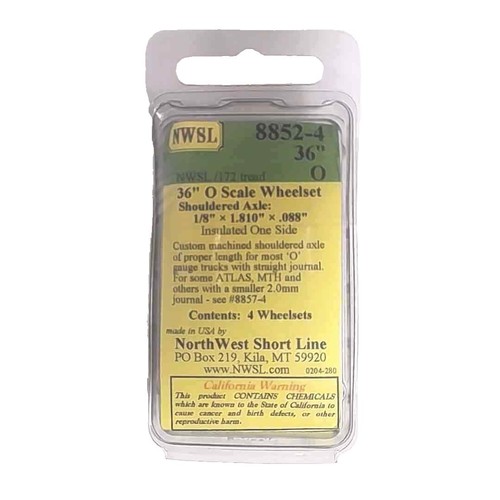 NWSL
8852-4
36"
O
NWSL /172 tread
36" O Scale Wheelset
Shouldered Axle:
1/8" × 1.810" × .088"
Insulated One Side
Custom machined shouldered axle
of proper length for most 'O'
gauge trucks with straight journal.
For some ATLAS, MTH and
others with a smaller 2.0mm
journal - see #8857-4
Contents: 4 Wheelsets
made in USA by
NorthWest Short Line
PO Box 219, Kila, MT 59920
www.NWSL.com 0204-280
California Warning
This product CONTAINS CHEMICALS
which are known to the State of California to
cause cancer and birth defects, or other
reproductive harm.